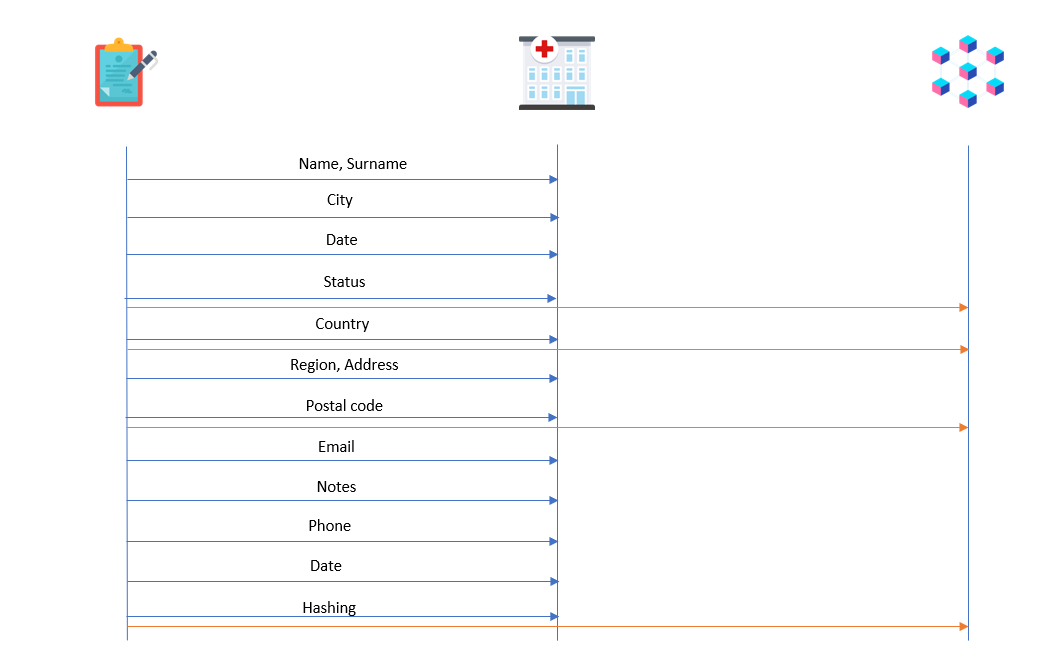 Name, Surname
City
Date
Status
Country
Region, Address
Postal code
Email
Notes
Phone
Date
Hashing